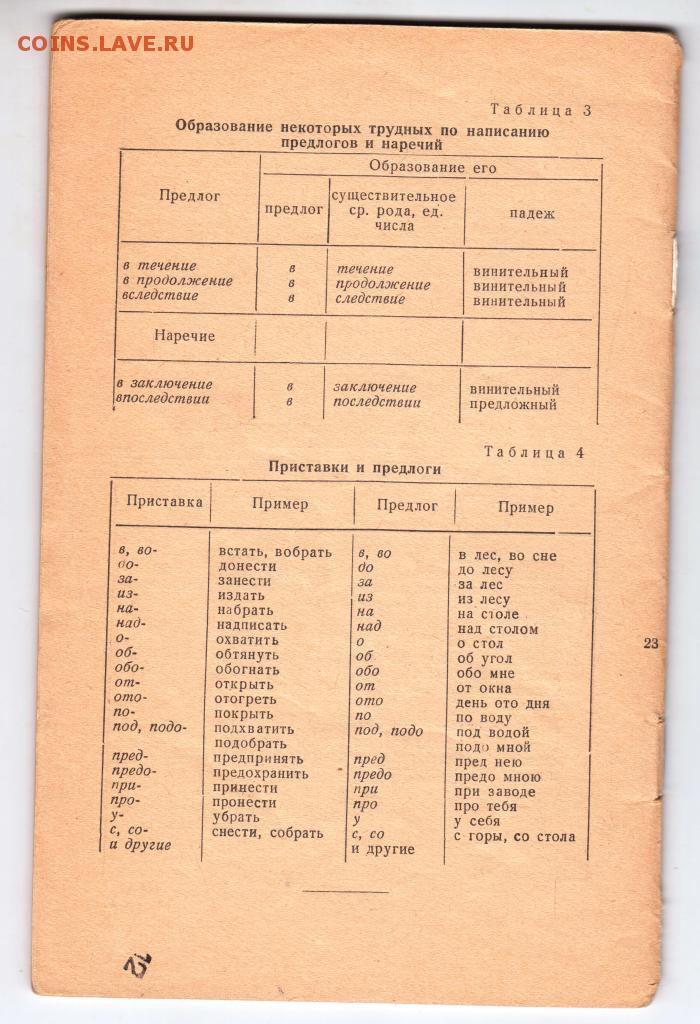 COINS.LAVE.RU
Таблица 3
Образование некоторых трудных по написанию
предлогов и наречий
Предлог
Образование его
предлог
существительное
ср. рода, ед.
числа
падеж
в течение в течение винительный
в продолжение в продолжение винительный
вследствие в следствие винительный
Наречие
в заключение в заключение винительный
впоследствии в последствии предложный
Таблица 4
Приставки и предлоги
Приставка Пример Предлог Пример
в, во- встать, вобрать в, во в лес, во сне
до- донести до до лесу
за- занести за за лес
из- издать из из лесу
на- набрать на на столе
над- надписать над над столом
о- охватить о о стол
об- обтянуть об об угол
обо- обогнать обо обо мне
от- открыть от от окна
ото- отогреть ото день ото дня
по- покрыть по по воду
под, подо- подхватить под, подо под водой
подобрать подо мной
пред- предпринять пред пред нею
предо- предохранить предо предо мною
при- принести при при заводе
про- пронести про про тебя
у- убрать у у себя
с, со- снести, собрать с, со с горы, со стола
и другие и другие
23
12